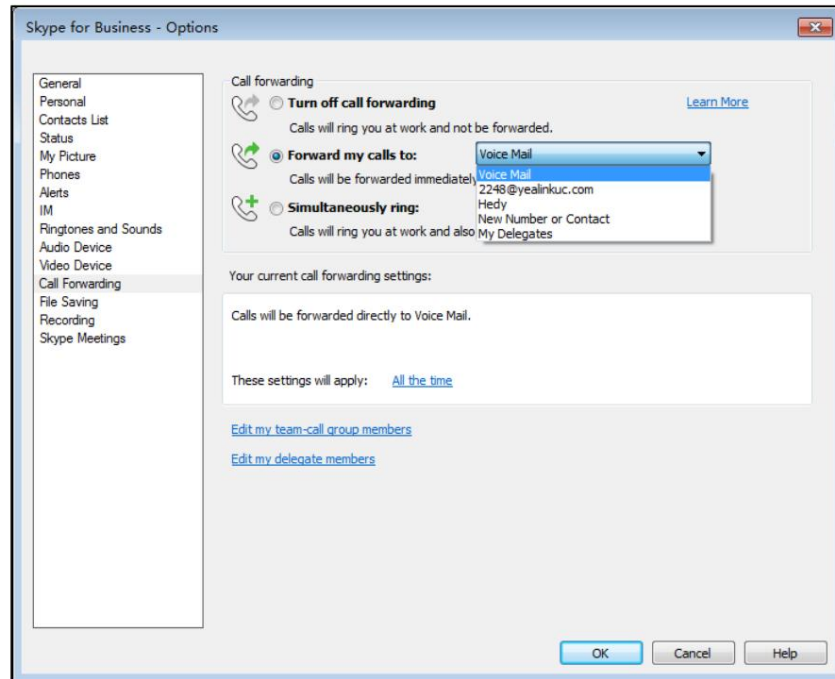 Skype for Business - Options
General
Personal
Contacts List
Status
My Picture
Phones
Alerts
IM
Ringtones and Sounds
Audio Device
Video Device
Call Forwarding
File Saving
Recording
Skype Meetings
Call forwarding
Turn off call forwarding
Learn More
Calls will ring you at work and not be forwarded.
Forward my calls to:
Voice Mail
Calls will be forwarded immediately
Voice Mail
2248@yealinkuc.com
Hedy
New Number or Contact
My Delegates
Simultaneously ring:
Calls will ring you at work and also
Your current call forwarding settings:
Calls will be forwarded directly to Voice Mail.
These settings will apply: All the time
Edit my team-call group members
Edit my delegate members
OK
Cancel
Help